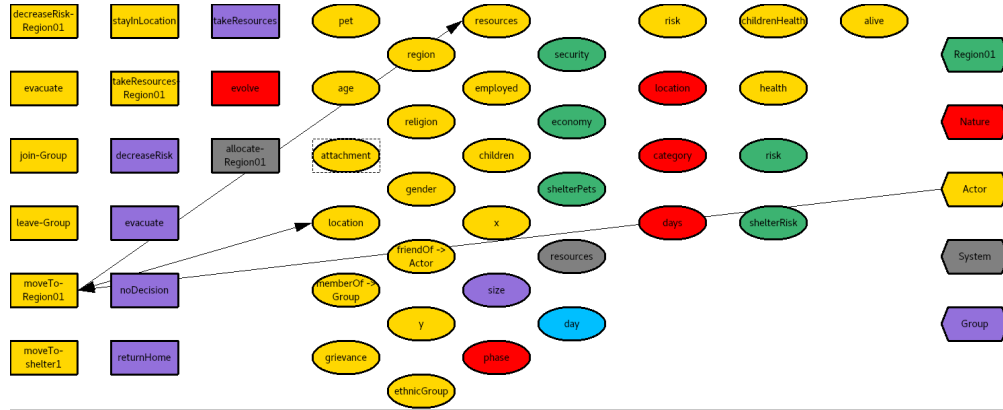 decreaseRisk-
Region01
stayInLocation
takeResources
pet
resources
risk
childrenHealth
alive
region
security
Region01
evacuate
takeResources-
Region01
evolve
age
employed
location
health
Nature
religion
economy
join-Group
decreaseRisk
allocate-
Region01
attachment
children
category
risk
Actor
gender
shelterPets
leave-Group
evacuate
location
x
days
shelterRisk
friendOf ->
Actor
resources
System
moveTo-
Region01
noDecision
memberOf ->
Group
size
y
day
Group
moveTo-
shelter1
returnHome
grievance
phase
ethnicGroup